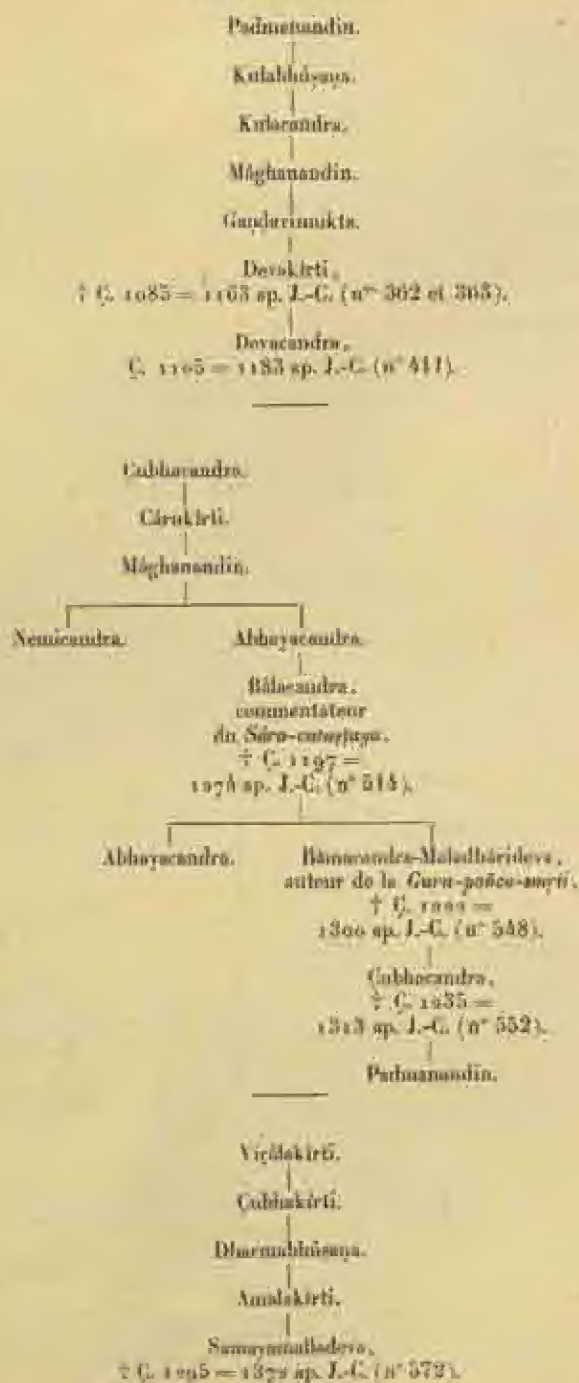 Padmanandin.
Kulabhúṣaṇa.
Kulacandra.
Mâghanandin.
Gaṇḍavimukta.
Devakîrti,
† Ç. 1085 = 1163 ap. J.-C. (nos 362 et 363).
Devacandra,
Ç. 1105 = 1183 ap. J.-C. (n° 411).
Çubhacandra.
Cârukîrti.
Mâghanandin.
Nemicandra. Abhayacandra.
Bâlacandra,
commentateur
du Sâra-catuṣṭaya.
† Ç. 1197 =
1274 ap. J.-C. (n° 514).
Abhayacandra. Râmacandra-Maladhârideva,
auteur de la Guru-pañca-smṛti.
† Ç. 1222 =
1300 ap. J.-C. (n° 548).
Çubhacandra,
† Ç. 1235 =
1313 ap. J.-C. (n° 552).
Padmanandin.
Viçâlakîrti.
Çubhakîrti.
Dharmabhûṣaṇa.
Amalakîrti.
Samayamalladeva,
† Ç. 1295 = 1372 ap. J.-C. (n° 572).